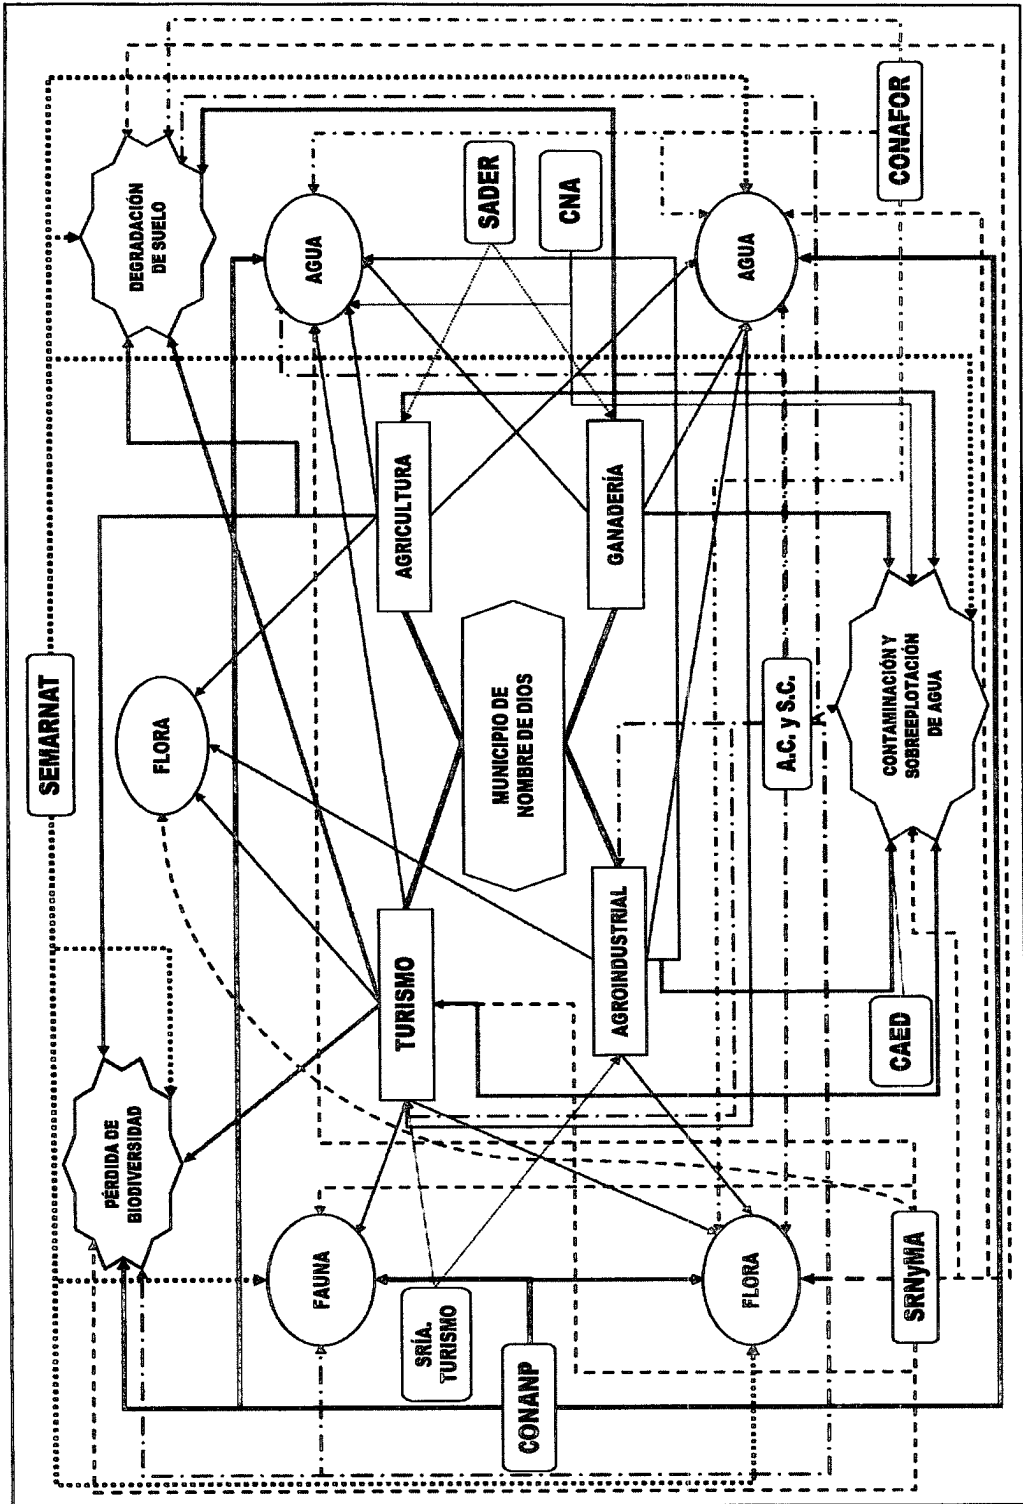 SEMARNAT
PÉRDIDA DE
BIODIVERSIDAD
FLORA
DEGRADACIÓN
DE SUELO
FAUNA
AGUA
TURISMO
AGRICULTURA
SRÍA.
TURISMO
SADER
MUNICIPIO DE
NOMBRE DE DIOS
CONANP
CNA
AGROINDUSTRIAL
GANADERÍA
FLORA
A.C. y S.C.
AGUA
SRNyMA
CAED
CONTAMINACIÓN Y
SOBREEPLOTACIÓN
DE AGUA
CONAFOR